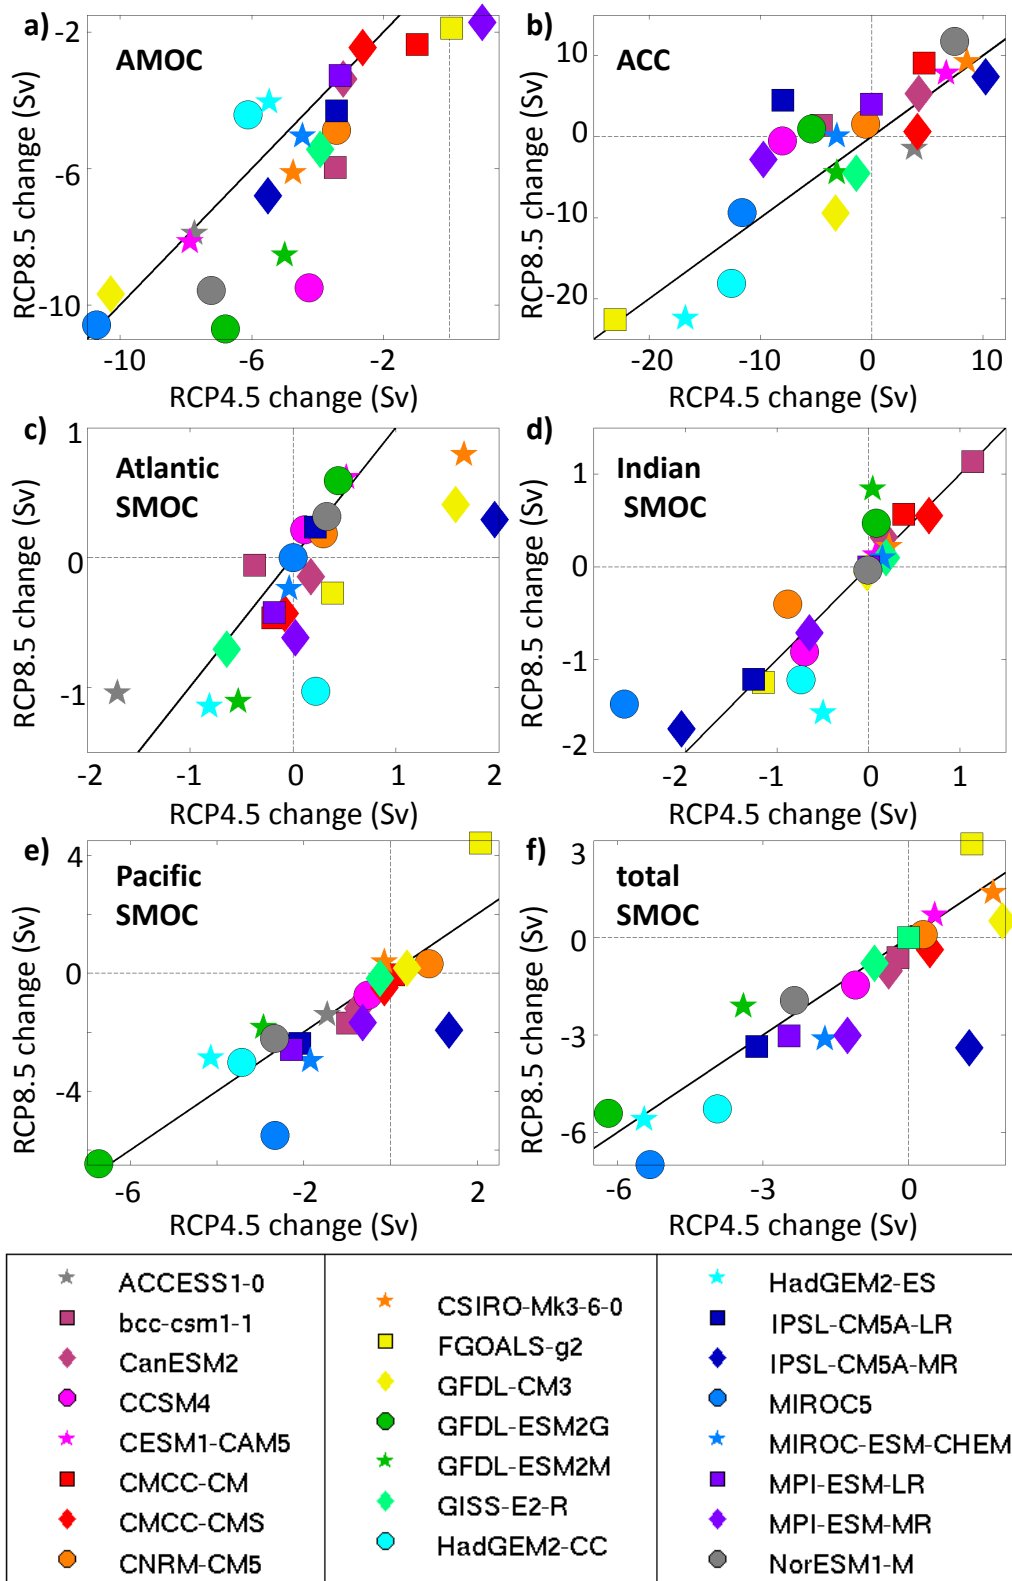 a)
AMOC
-2
-6
-10
RCP8.5 change (Sv)
-10
-6
-2
RCP4.5 change (Sv)
b)
ACC
10
0
-10
-20
RCP8.5 change (Sv)
-20
-10
0
10
RCP4.5 change (Sv)
c)
Atlantic
SMOC
1
0
-1
RCP8.5 change (Sv)
-2
-1
0
1
2
RCP4.5 change (Sv)
d)
Indian
SMOC
1
0
-1
-2
RCP8.5 change (Sv)
-2
-1
0
1
RCP4.5 change (Sv)
e)
Pacific
SMOC
4
0
-4
RCP8.5 change (Sv)
-6
-2
2
RCP4.5 change (Sv)
f)
total
SMOC
3
0
-3
-6
RCP8.5 change (Sv)
-6
-3
0
RCP4.5 change (Sv)
ACCESS1-0
bcc-csm1-1
CanESM2
CCSM4
CESM1-CAM5
CMCC-CM
CMCC-CMS
CNRM-CM5
CSIRO-Mk3-6-0
FGOALS-g2
GFDL-CM3
GFDL-ESM2G
GFDL-ESM2M
GISS-E2-R
HadGEM2-CC
HadGEM2-ES
IPSL-CM5A-LR
IPSL-CM5A-MR
MIROC5
MIROC-ESM-CHEM
MPI-ESM-LR
MPI-ESM-MR
NorESM1-M